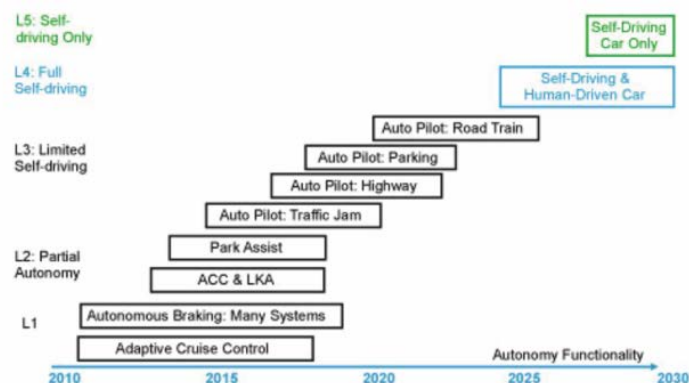 L5: Self-
driving Only
Self-Driving
Car Only
L4: Full
Self-driving
Self-Driving &
Human-Driven Car
Auto Pilot: Road Train
L3: Limited
Self-driving
Auto Pilot: Parking
Auto Pilot: Highway
Auto Pilot: Traffic Jam
L2: Partial
Autonomy
Park Assist
ACC & LKA
L1
Autonomous Braking: Many Systems
Adaptive Cruise Control
Autonomy Functionality
2010 2015 2020 2025 2030